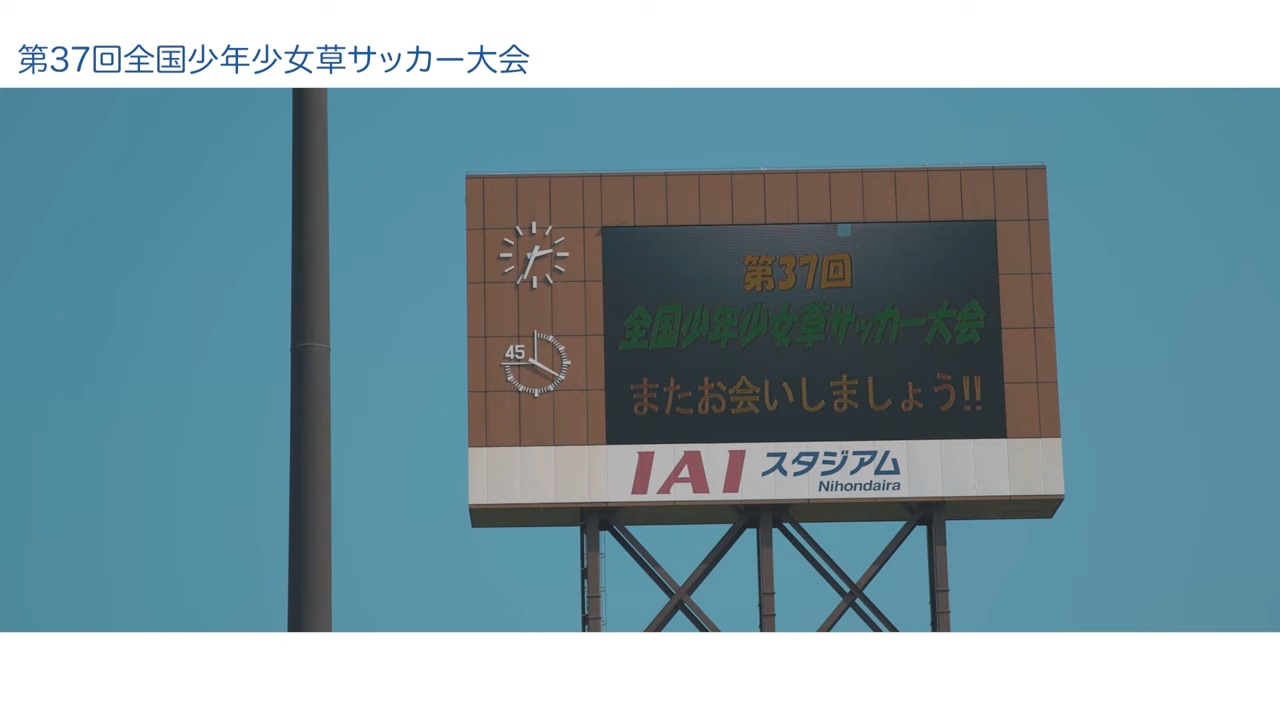 第37回全国少年少女草サッカー大会
第37回
全国少年少女草サッカー大会
またお会いしましょう!!
45
IAI スタジアム
Nihondaira